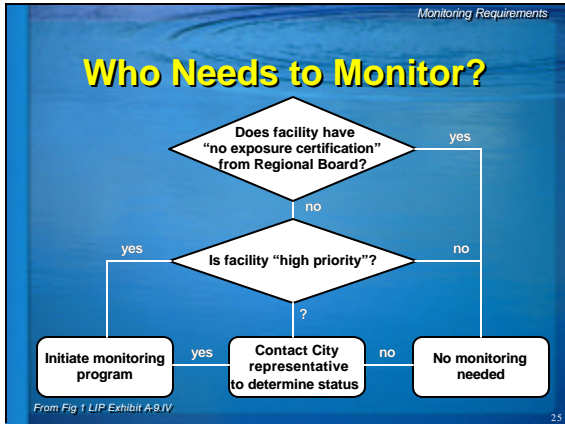 Monitoring Requirements
Who Needs to Monitor?
Does facility have
“no exposure certification”
from Regional Board?
yes
no
yes
Is facility “high priority”?
no
?
Initiate monitoring
program
yes
Contact City
representative
to determine status
no
No monitoring
needed
From Fig 1 LIP Exhibit A-9.IV
25